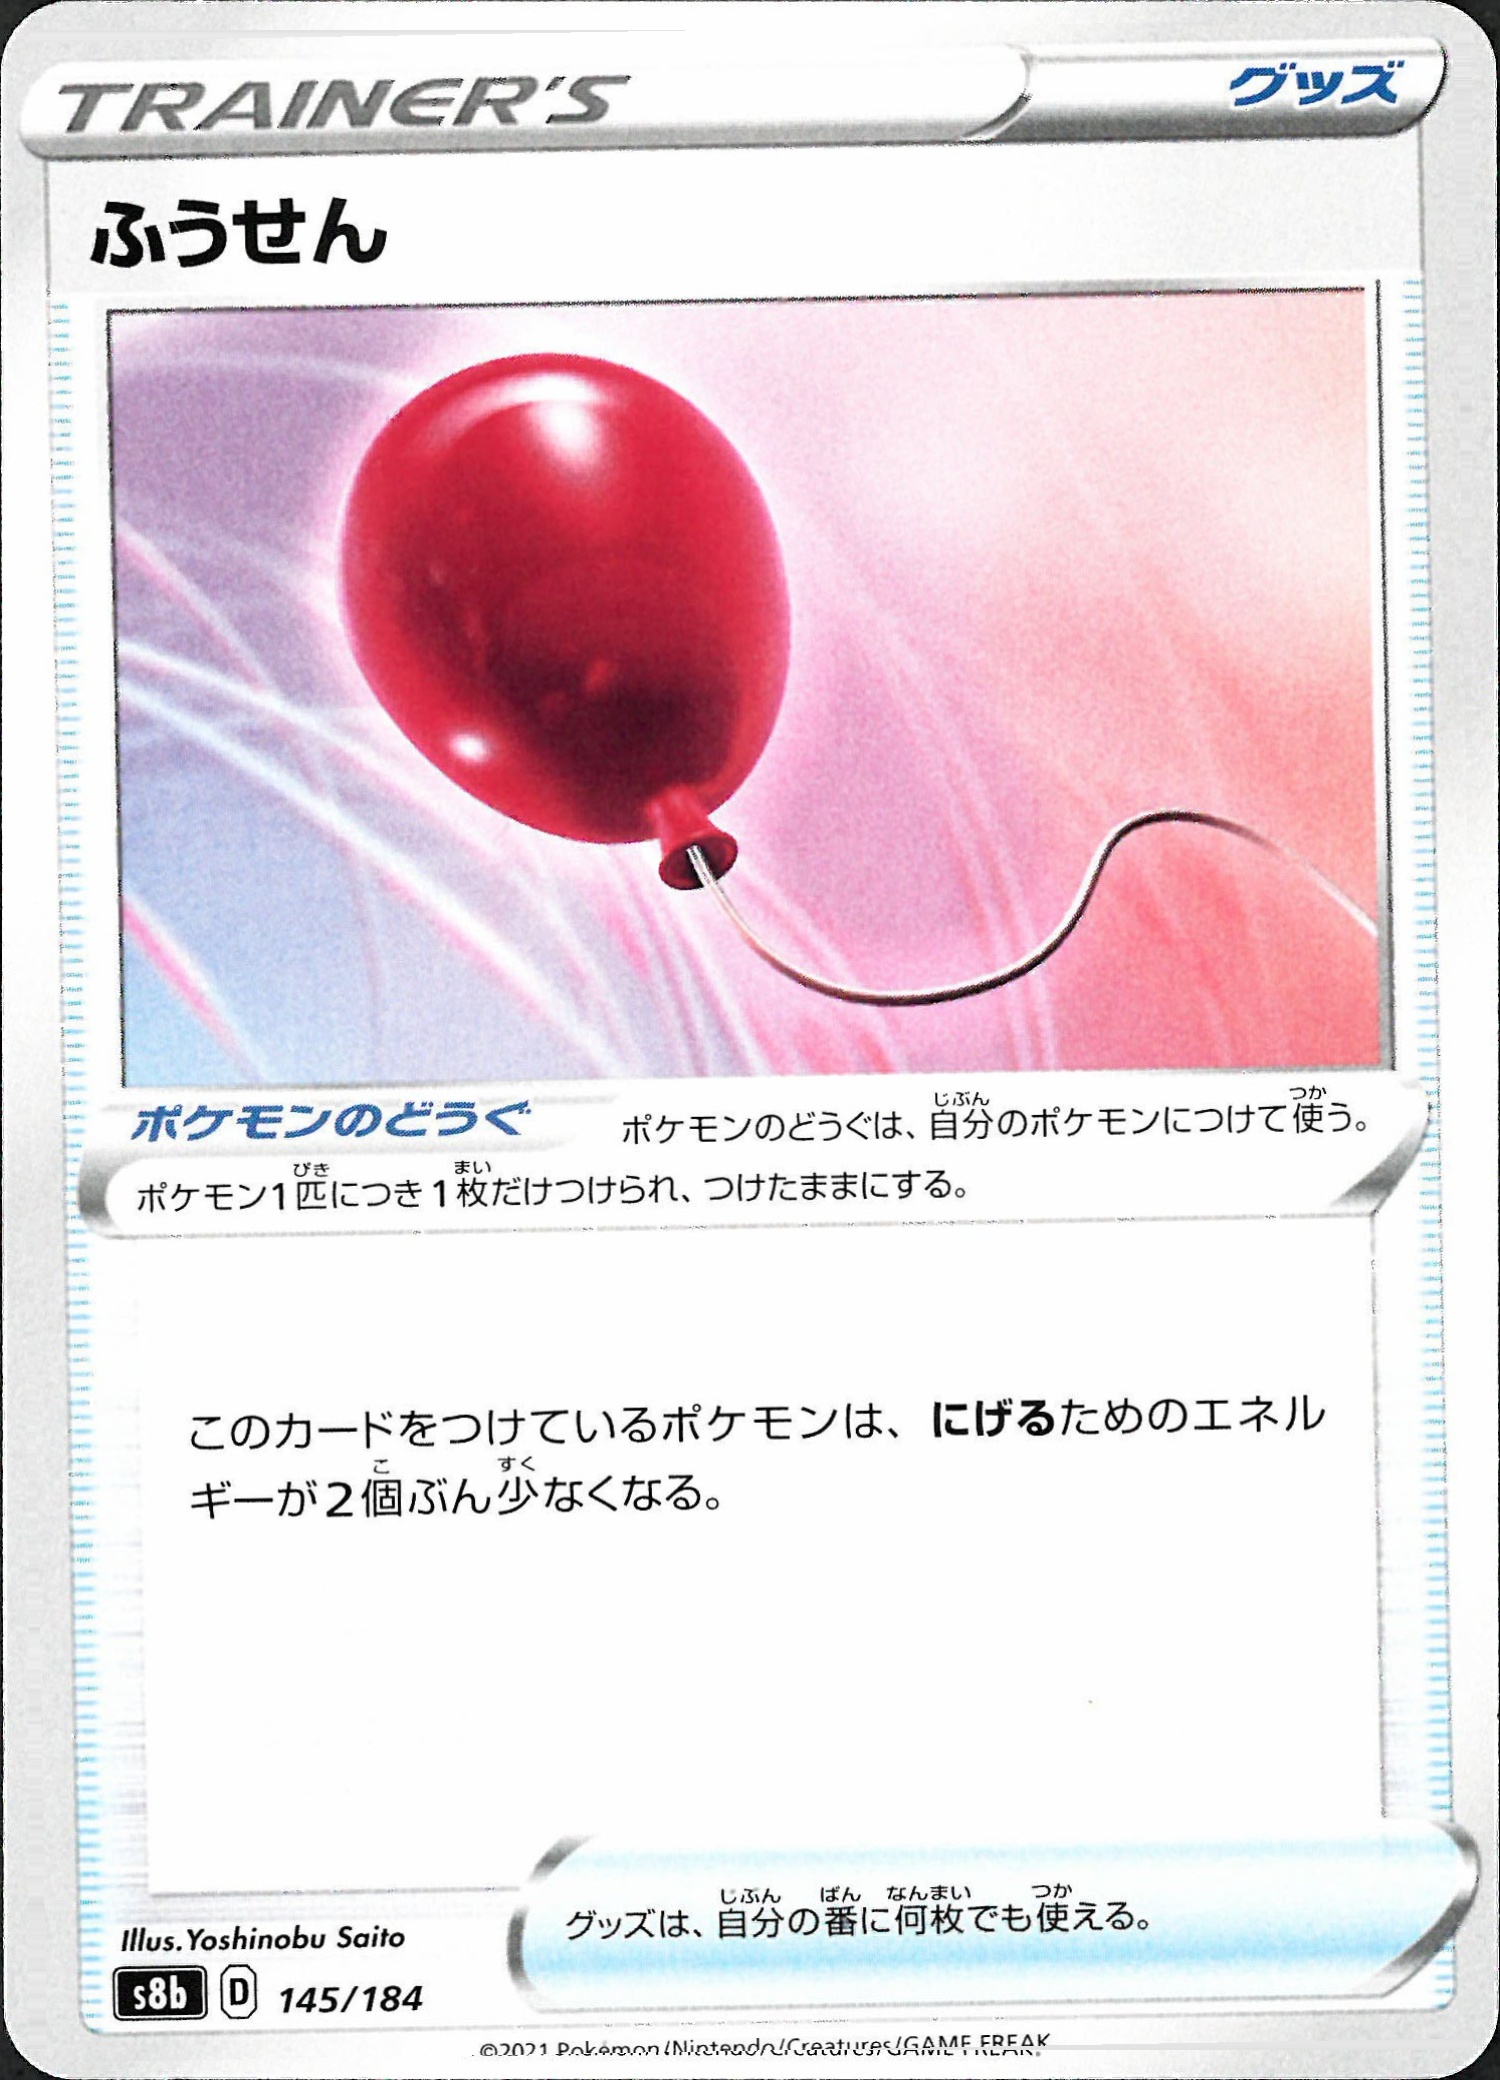 TRAINER'S
グッズ
ふうせん
ポケモンのどうぐ
ポケモンのどうぐは、自分のポケモンにつけて使う。
ポケモン1匹につき1枚だけつけられ、つけたままにする。
このカードをつけているポケモンは、にげるためのエネル
ギーが2個ぶん少なくなる。
グッズは、自分の番に何枚でも使える。
Illus.Yoshinobu Saito
s8b D 145/184
©2021 Pokémon/Nintendo/Creatures/GAME FREAK.